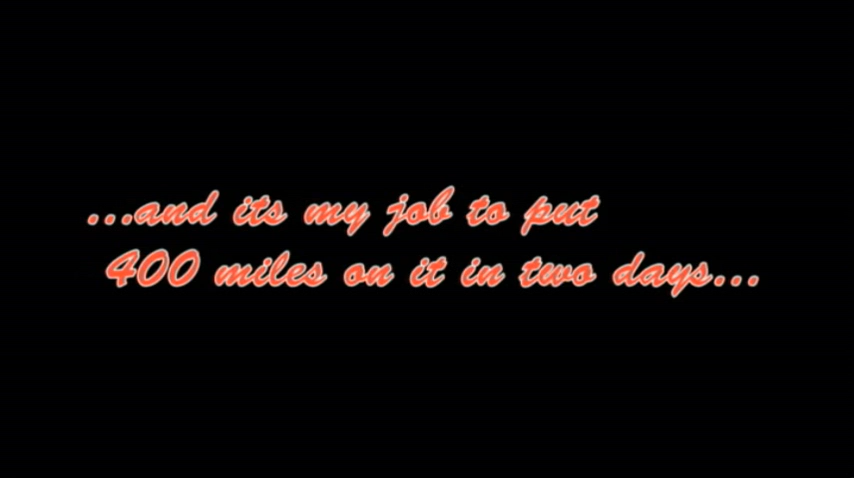 ...and its my job to put
400 miles on it in two days...